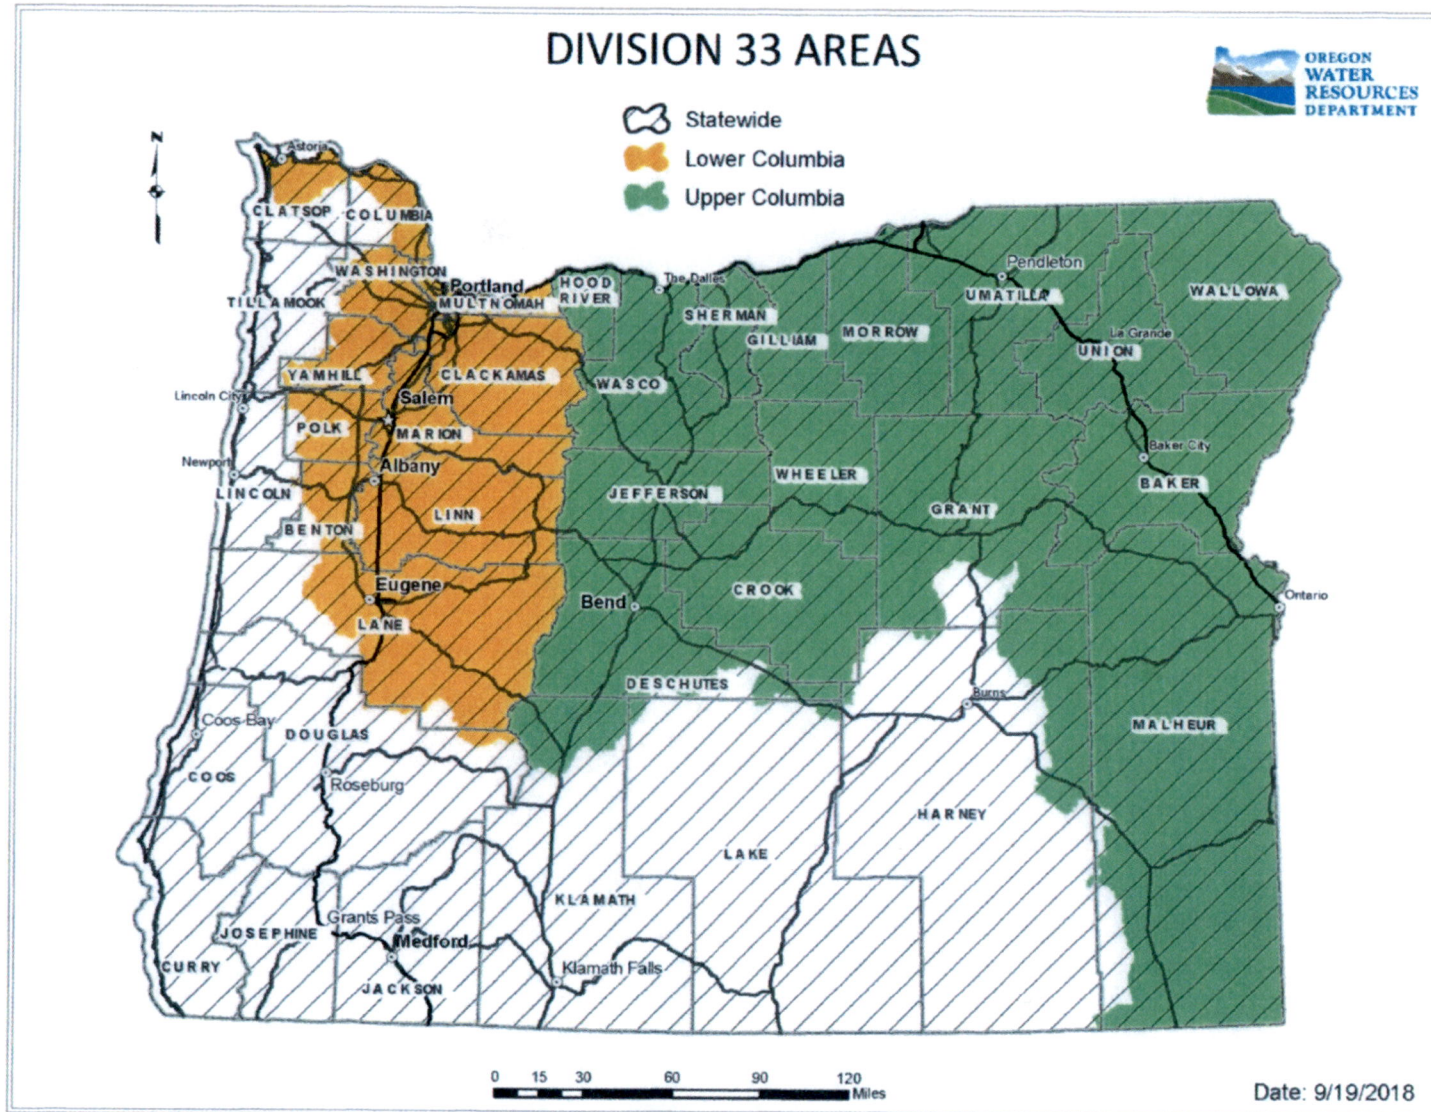 DIVISION 33 AREAS
OREGON
WATER
RESOURCES
DEPARTMENT
Statewide
Lower Columbia
Upper Columbia
N
Astoria
CLATSOP
COLUMBIA
WASHINGTON
Portland
MULTNOMAH
HOOD
RIVER
The Dalles
Pendleton
TILLAMOOK
SHERMAN
UMATILLA
WALLOWA
GILLIAM
MORROW
La Grande
UNION
YAMHILL
CLACKAMAS
WASCO
Lincoln City
Salem
POLK
MARION
Baker City
Newport
Albany
WHEELER
BAKER
LINCOLN
JEFFERSON
LINN
GRANT
BENTON
Eugene
CROOK
Bend
Ontario
LANE
DESCHUTES
Burns
Coos Bay
MALHEUR
DOUGLAS
COOS
Roseburg
HARNEY
LAKE
KLAMATH
Grants Pass
JOSEPHINE
Medford
CURRY
Klamath Falls
JACKSON
0 15 30 60 90 120
Miles
Date: 9/19/2018